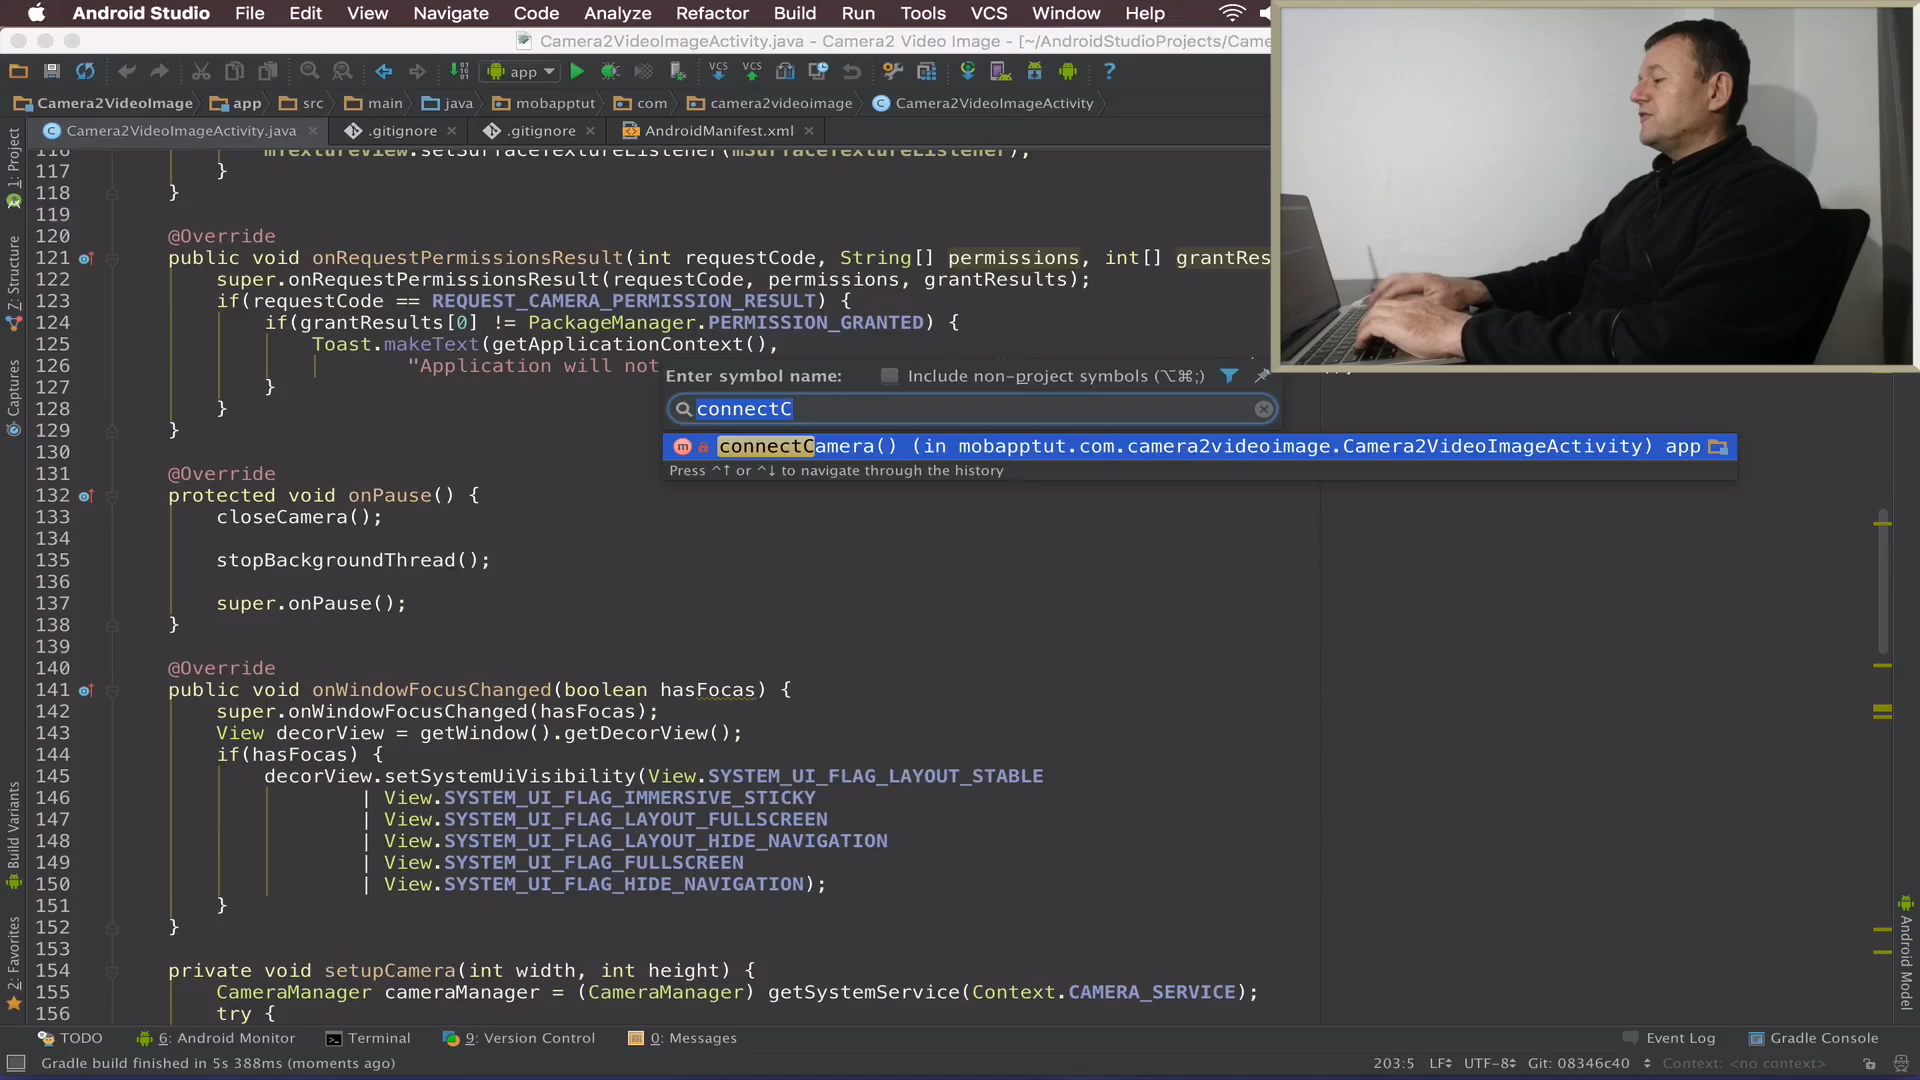 Android Studio File Edit View Navigate Code Analyze Refactor Build Run Tools VCS Window Help
Camera2VideoImageActivity.java - Camera2 Video Image - [~/AndroidStudioProjects/Came
app VCS VCS ?
Camera2VideoImage app src main java mobapptut com camera2videoimage Camera2VideoImageActivity
Camera2VideoImageActivity.java .gitignore .gitignore AndroidManifest.xml
116 mTextureView.setSurfaceTextureListener(mSurfaceTextureListener);
117 }
118 }
119
120 @Override
121 public void onRequestPermissionsResult(int requestCode, String[] permissions, int[] grantRes
122 super.onRequestPermissionsResult(requestCode, permissions, grantResults);
123 if(requestCode == REQUEST_CAMERA_PERMISSION_RESULT) {
124 if(grantResults[0] != PackageManager.PERMISSION_GRANTED) {
125 Toast.makeText(getApplicationContext(),
126 "Application will not
127 }
128 }
129 }
130
131 @Override
132 protected void onPause() {
133 closeCamera();
134
135 stopBackgroundThread();
136
137 super.onPause();
138 }
139
140 @Override
141 public void onWindowFocusChanged(boolean hasFocas) {
142 super.onWindowFocusChanged(hasFocas);
143 View decorView = getWindow().getDecorView();
144 if(hasFocas) {
145 decorView.setSystemUiVisibility(View.SYSTEM_UI_FLAG_LAYOUT_STABLE
146 | View.SYSTEM_UI_FLAG_IMMERSIVE_STICKY
147 | View.SYSTEM_UI_FLAG_LAYOUT_FULLSCREEN
148 | View.SYSTEM_UI_FLAG_LAYOUT_HIDE_NAVIGATION
149 | View.SYSTEM_UI_FLAG_FULLSCREEN
150 | View.SYSTEM_UI_FLAG_HIDE_NAVIGATION);
151 }
152 }
153
154 private void setupCamera(int width, int height) {
155 CameraManager cameraManager = (CameraManager) getSystemService(Context.CAMERA_SERVICE);
156 try {
Enter symbol name: Include non-project symbols (⌥⌘;)
connectC
connectCamera() (in mobapptut.com.camera2videoimage.Camera2VideoImageActivity) app
Press ^↑ or ^↓ to navigate through the history
1: Project
7: Structure
Captures
Build Variants
2: Favorites
Android Model
TODO 6: Android Monitor Terminal 9: Version Control 0: Messages Event Log Gradle Console
Gradle build finished in 5s 388ms (moments ago) 203:5 LF UTF-8 Git: 08346c40 Context: <no context>